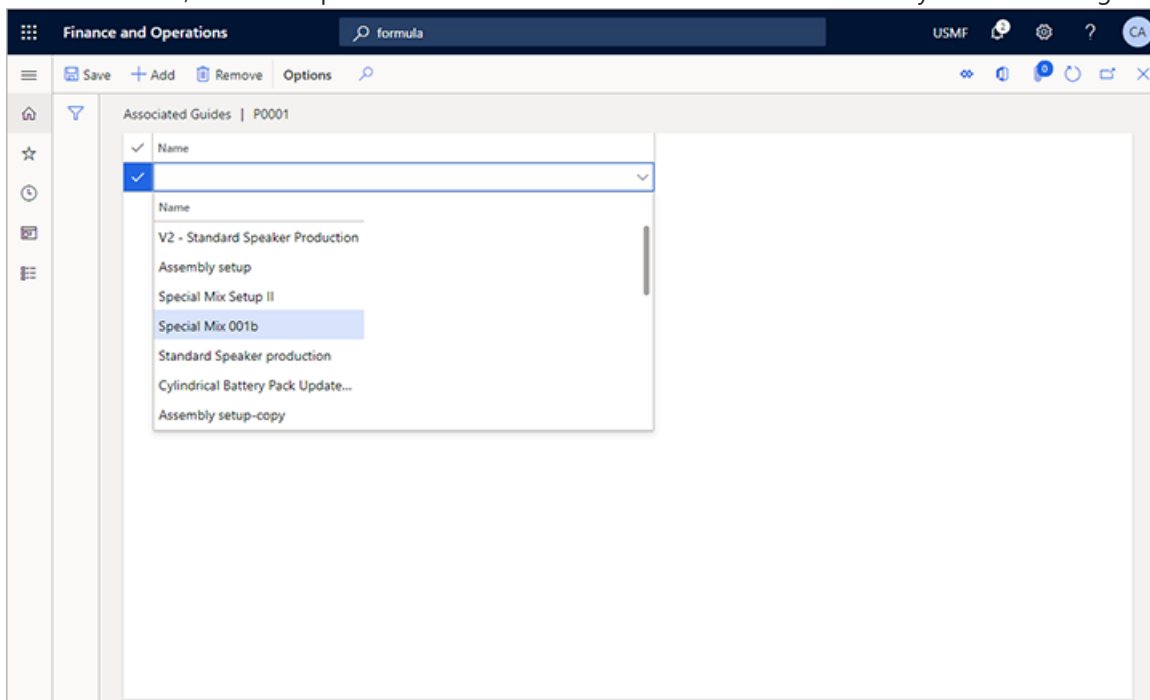 Finance and Operations formula USMF 2 ? CA
Save + Add Remove Options 0
Associated Guides | P0001
Name
Name
V2 - Standard Speaker Production
Assembly setup
Special Mix Setup II
Special Mix 001b
Standard Speaker production
Cylindrical Battery Pack Update...
Assembly setup-copy